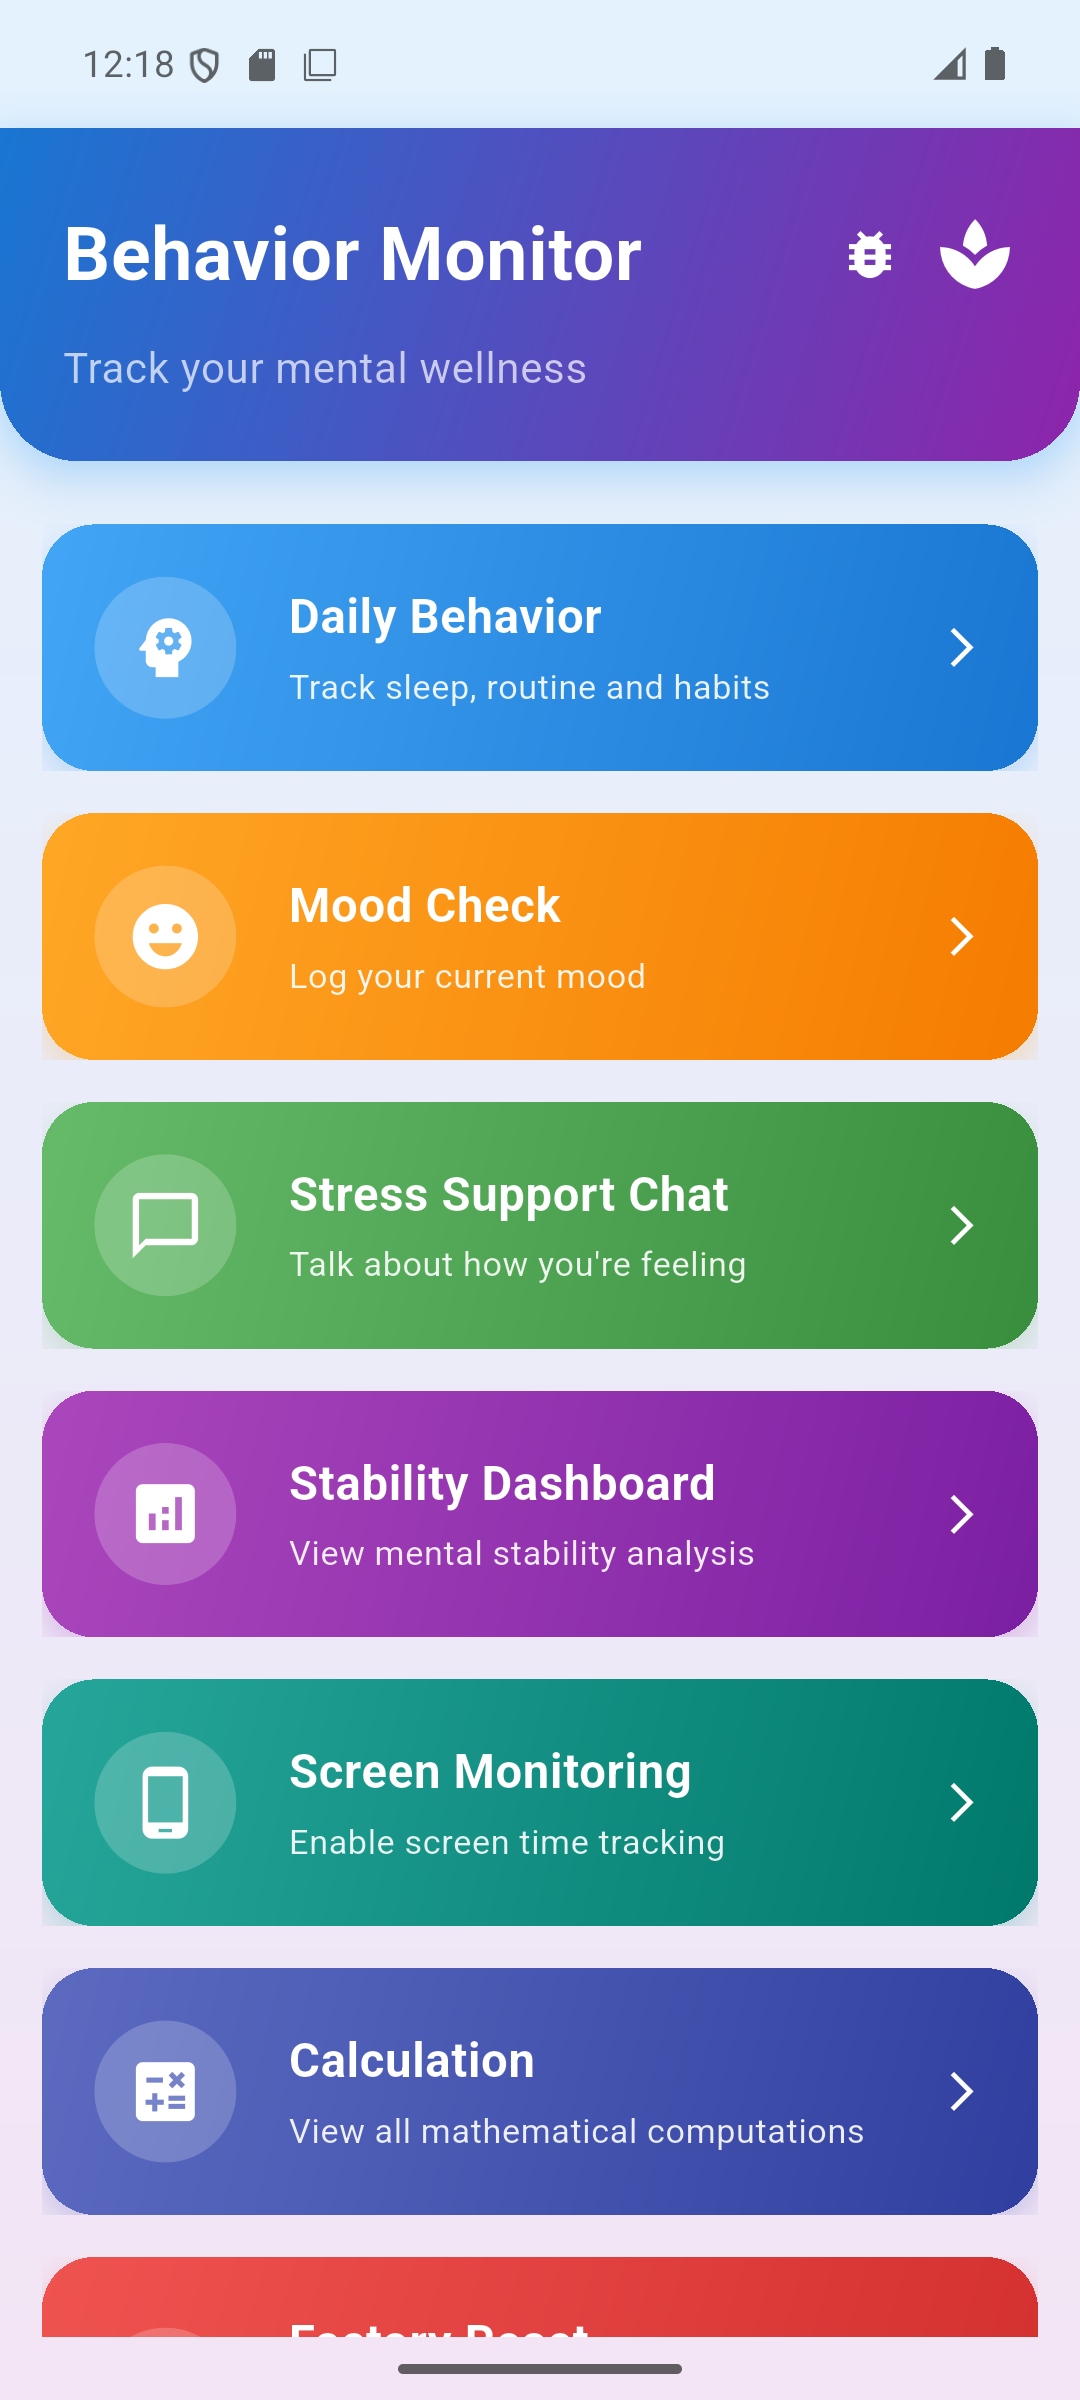 12:18
Behavior Monitor
Track your mental wellness
Daily Behavior
Track sleep, routine and habits
Mood Check
Log your current mood
Stress Support Chat
Talk about how you're feeling
Stability Dashboard
View mental stability analysis
Screen Monitoring
Enable screen time tracking
Calculation
View all mathematical computations
Factory Reset